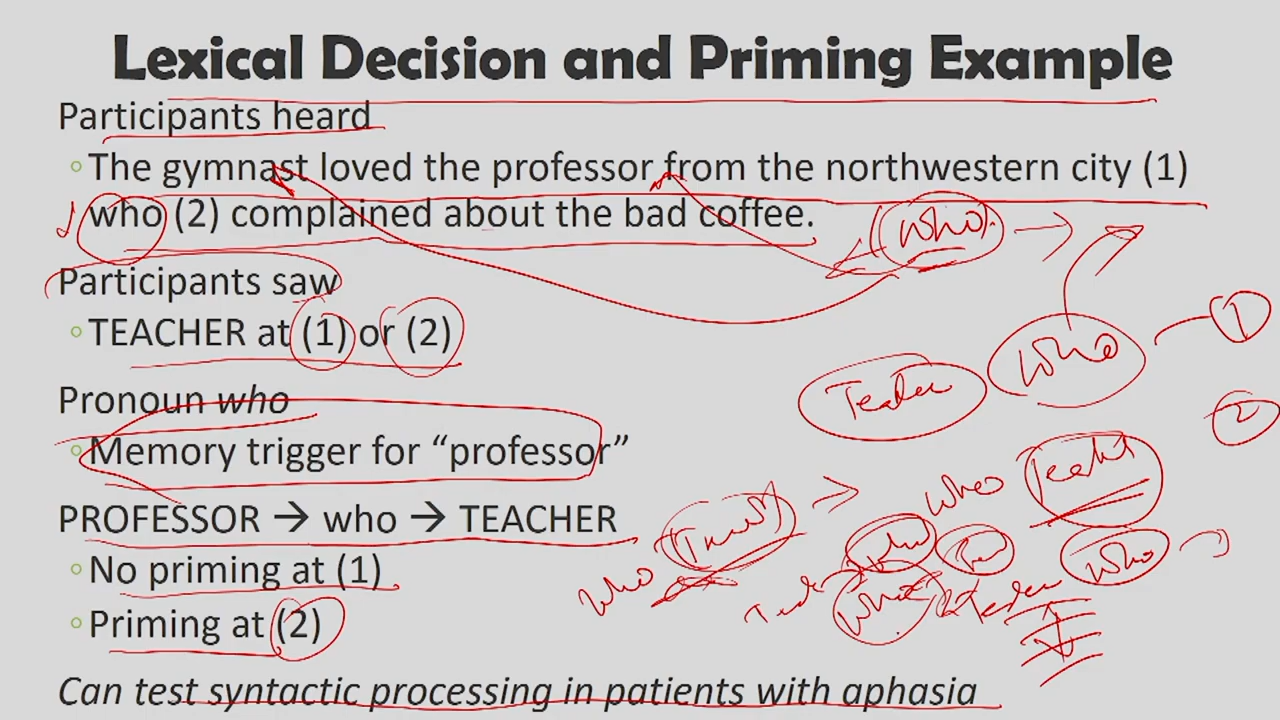 Lexical Decision and Priming Example
Participants heard
The gymnast loved the professor from the northwestern city (1)
who (2) complained about the bad coffee.
who
Participants saw
TEACHER at (1) or (2)
1
who
Teacher
Pronoun who
2
Memory trigger for “professor”
who
PROFESSOR → who → TEACHER
who
No priming at (1)
who
Priming at (2)
Can test syntactic processing in patients with aphasia